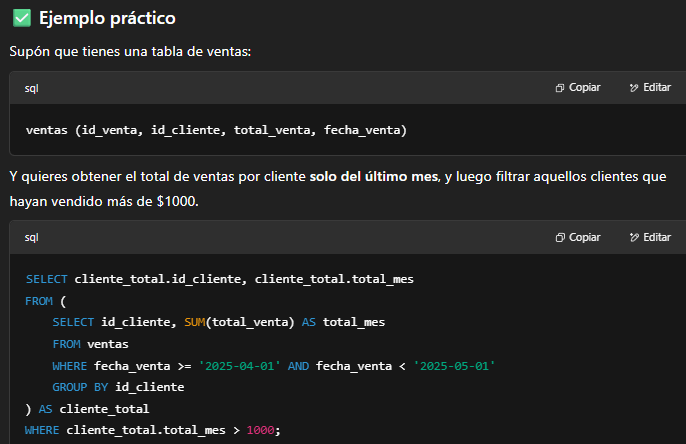 ✅ Ejemplo práctico
Supón que tienes una tabla de ventas:
sql Copiar Editar
ventas (id_venta, id_cliente, total_venta, fecha_venta)
Y quieres obtener el total de ventas por cliente solo del último mes, y luego filtrar aquellos clientes que
hayan vendido más de $1000.
sql Copiar Editar
SELECT cliente_total.id_cliente, cliente_total.total_mes
FROM (
    SELECT id_cliente, SUM(total_venta) AS total_mes
    FROM ventas
    WHERE fecha_venta >= '2025-04-01' AND fecha_venta < '2025-05-01'
    GROUP BY id_cliente
) AS cliente_total
WHERE cliente_total.total_mes > 1000;